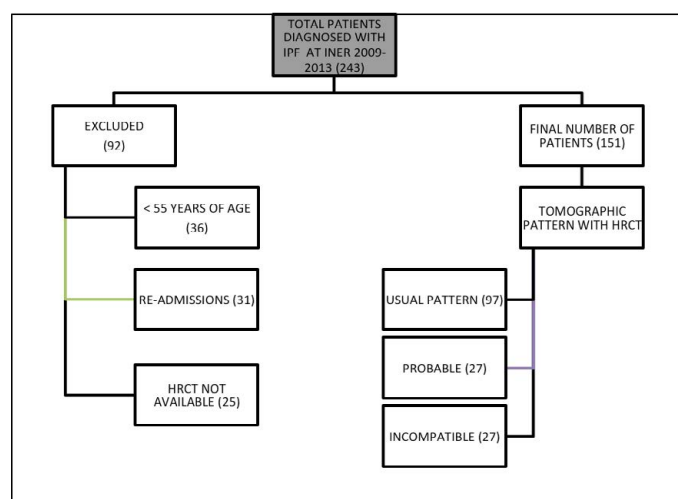 TOTAL PATIENTS
DIAGNOSED WITH
IPF AT INER 2009-
2013 (243)
EXCLUDED
(92)
< 55 YEARS OF AGE
(36)
RE-ADMISSIONS (31)
HRCT NOT
AVAILABLE (25)
FINAL NUMBER OF
PATIENTS (151)
TOMOGRAPHIC
PATTERN WITH HRCT
USUAL PATTERN (97)
PROBABLE (27)
INCOMPATIBLE (27)